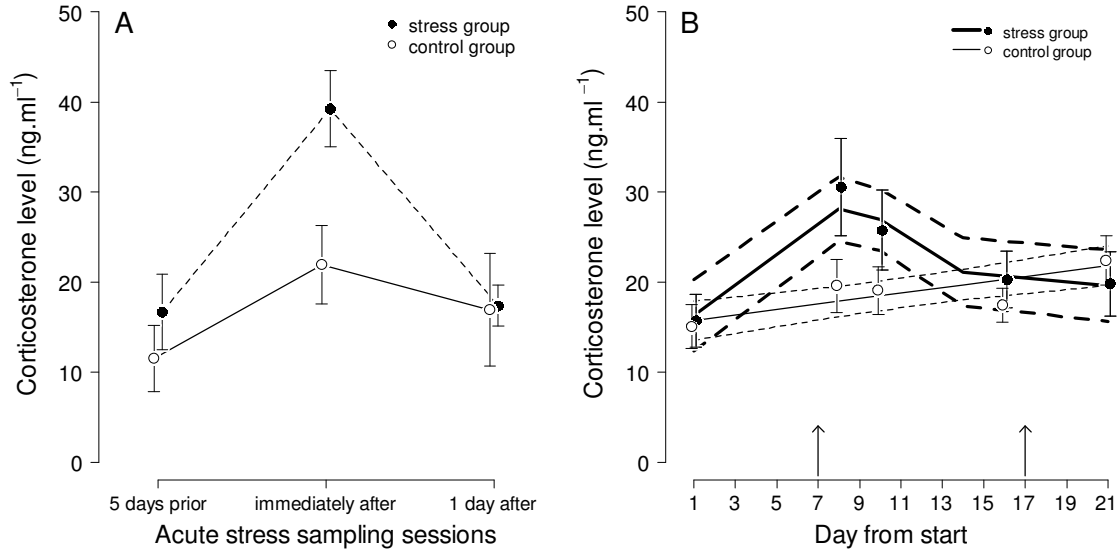 A
stress group
control group
50
40
30
20
10
0
Corticosterone level (ng.ml⁻¹)
5 days prior immediately after 1 day after
Acute stress sampling sessions
B
stress group
control group
50
40
30
20
10
0
Corticosterone level (ng.ml⁻¹)
1 3 5 7 9 11 13 15 17 19 21
Day from start